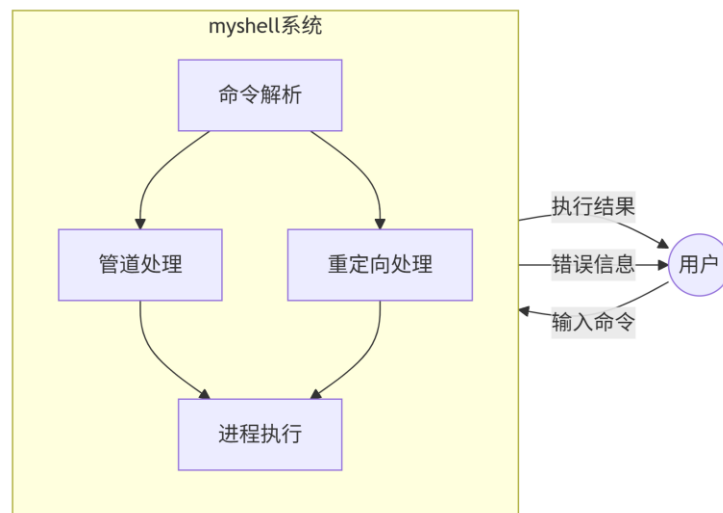 myshell系统
命令解析
管道处理
重定向处理
进程执行
执行结果
错误信息
输入命令
用户